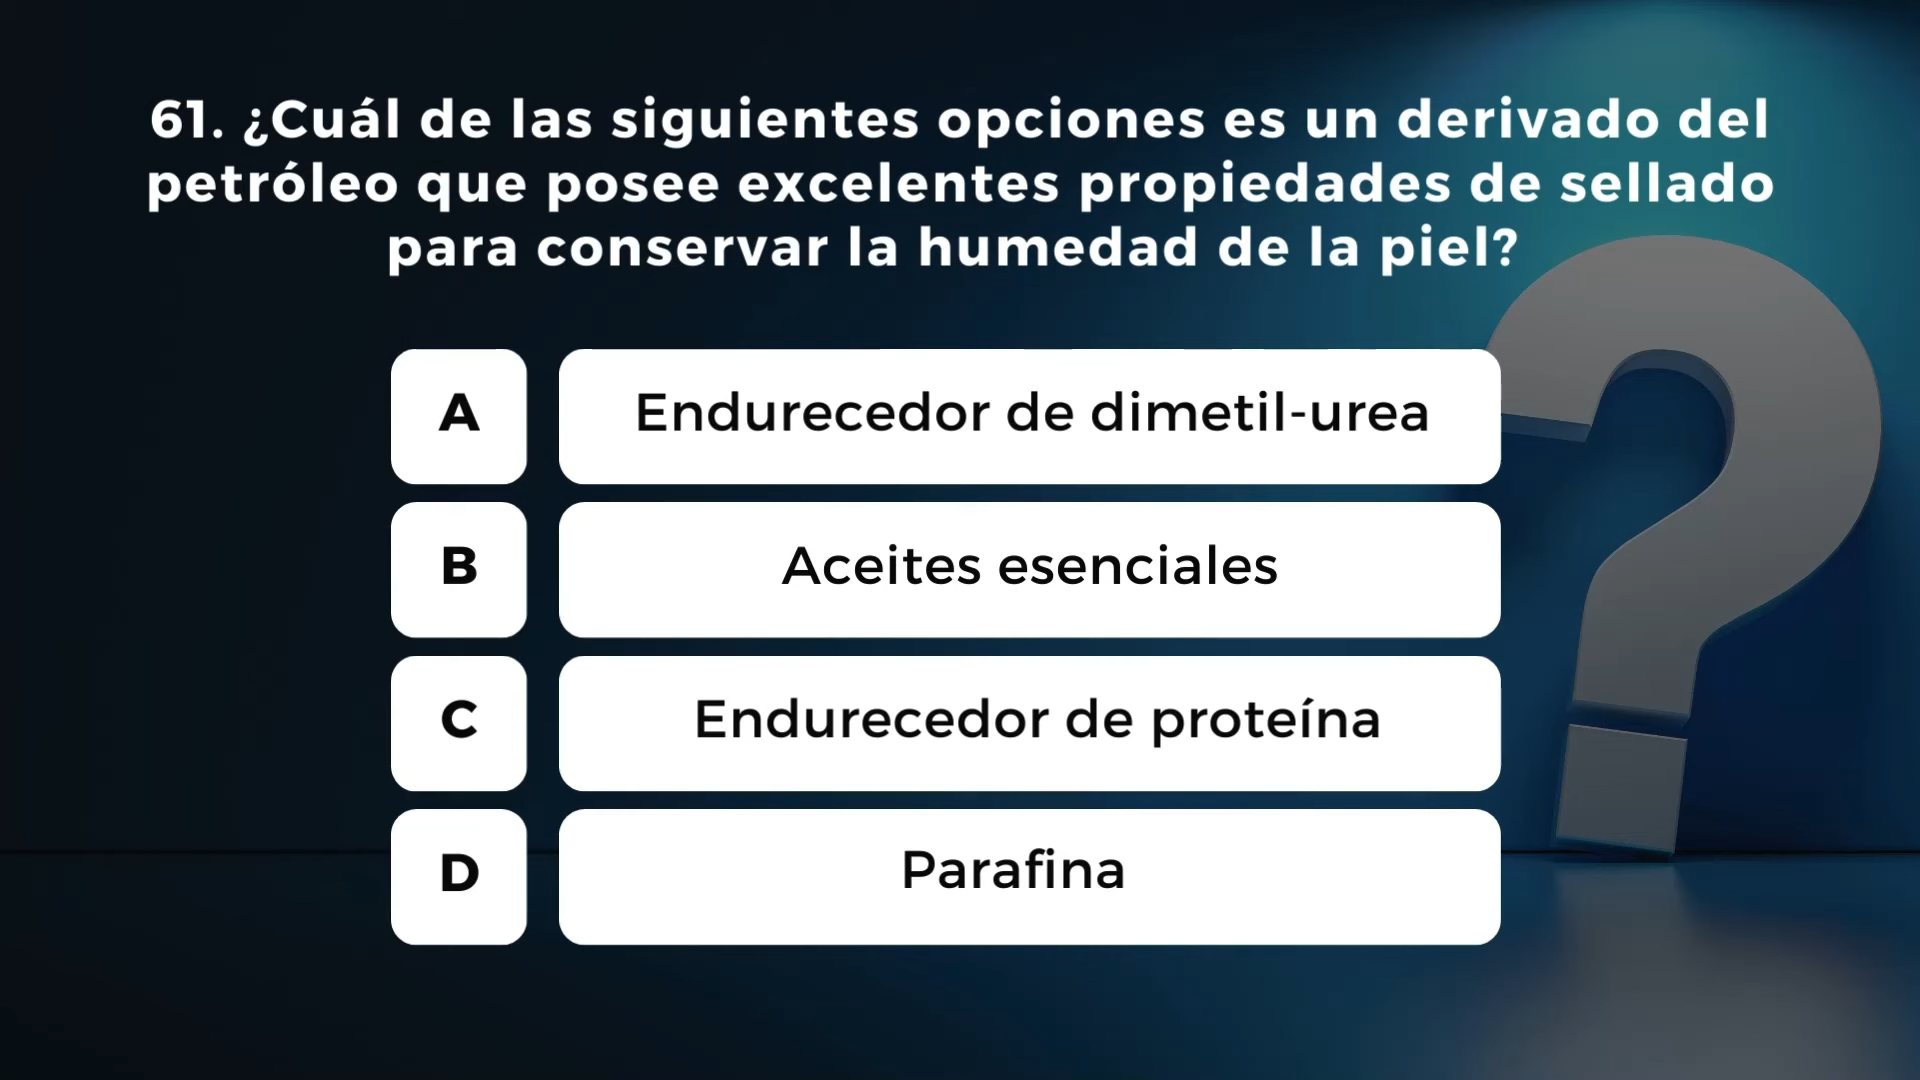 61. ¿Cuál de las siguientes opciones es un derivado del
petróleo que posee excelentes propiedades de sellado
para conservar la humedad de la piel?
A Endurecedor de dimetil-urea
B Aceites esenciales
C Endurecedor de proteína
D Parafina